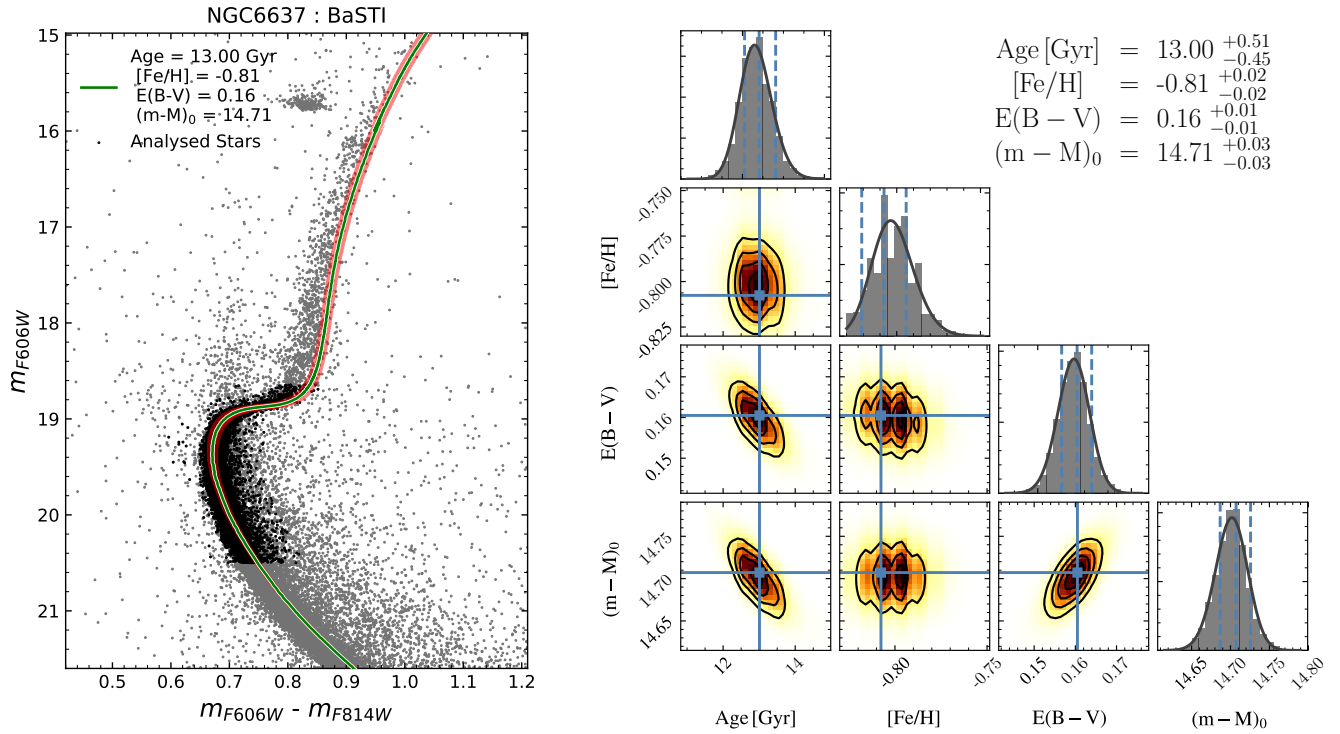 NGC6637 : BaSTI
Age = 13.00 Gyr
[Fe/H] = -0.81
E(B-V) = 0.16
(m-M)0 = 14.71
Analysed Stars
15
16
17
18
19
20
21
mF606W
0.5 0.6 0.7 0.8 0.9 1.0 1.1 1.2
mF606W - mF814W
Age [Gyr] = 13.00 +0.51 -0.45
[Fe/H] = -0.81 +0.02 -0.02
E(B − V) = 0.16 +0.01 -0.01
(m − M)0 = 14.71 +0.03 -0.03
-0.750
-0.775
-0.800
-0.825
[Fe/H]
0.17
0.16
0.15
E(B − V)
14.75
14.70
14.65
(m − M)0
12 14
-0.80 -0.75
0.15 0.16 0.17
14.65 14.70 14.75 14.80
Age [Gyr] [Fe/H] E(B − V) (m − M)0